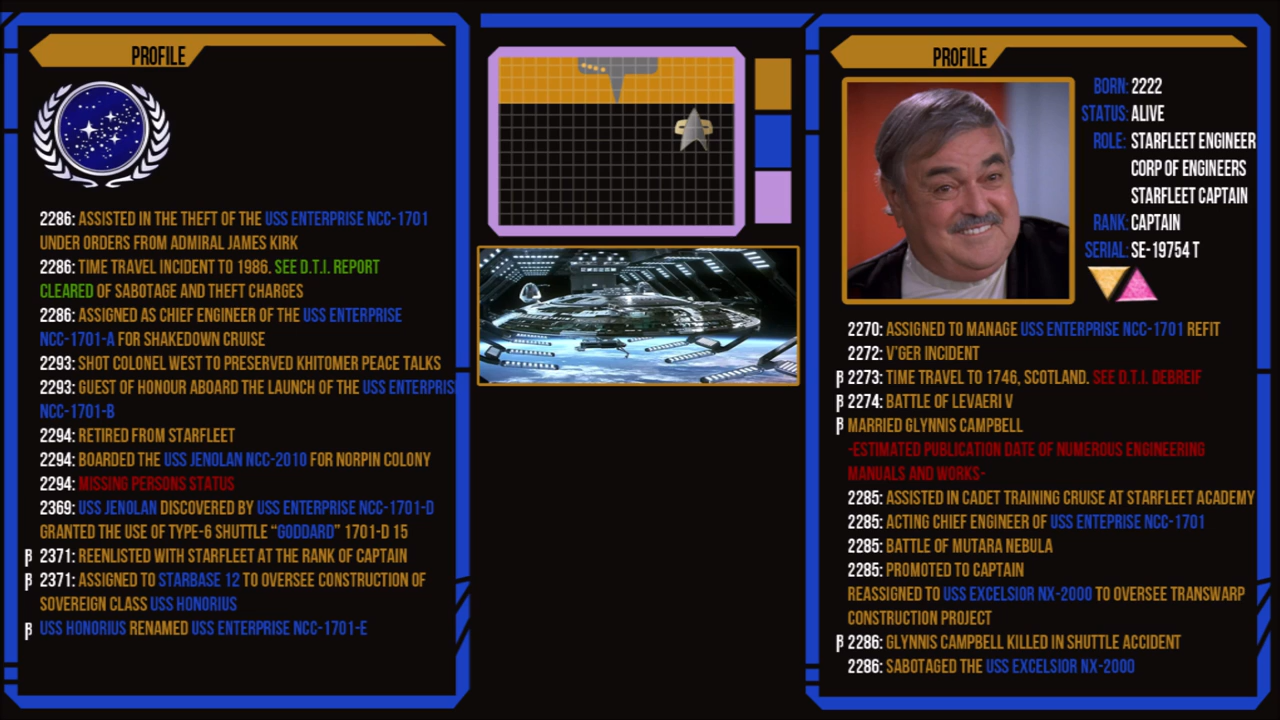 PROFILE
2286: ASSISTED IN THE THEFT OF THE USS ENTERPRISE NCC-1701
UNDER ORDERS FROM ADMIRAL JAMES KIRK
2286: TIME TRAVEL INCIDENT TO 1986. SEE D.T.I. REPORT
CLEARED OF SABOTAGE AND THEFT CHARGES
2286: ASSIGNED AS CHIEF ENGINEER OF THE USS ENTERPRISE
NCC-1701-A FOR SHAKEDOWN CRUISE
2293: SHOT COLONEL WEST TO PRESERVED KHITOMER PEACE TALKS
2293: GUEST OF HONOUR ABOARD THE LAUNCH OF THE USS ENTERPRIS
NCC-1701-B
2294: RETIRED FROM STARFLEET
2294: BOARDED THE USS JENOLAN NCC-2010 FOR NORPIN COLONY
2294: MISSING PERSONS STATUS
2369: USS JENOLAN DISCOVERED BY USS ENTERPRISE NCC-1701-D
GRANTED THE USE OF TYPE-6 SHUTTLE “GODDARD” 1701-D 15
β 2371: REENLISTED WITH STARFLEET AT THE RANK OF CAPTAIN
β 2371: ASSIGNED TO STARBASE 12 TO OVERSEE CONSTRUCTION OF
SOVEREIGN CLASS USS HONORIUS
β USS HONORIUS RENAMED USS ENTERPRISE NCC-1701-E
PROFILE
BORN: 2222
STATUS: ALIVE
ROLE: STARFLEET ENGINEER
CORP OF ENGINEERS
STARFLEET CAPTAIN
RANK: CAPTAIN
SERIAL: SE-19754 T
2270: ASSIGNED TO MANAGE USS ENTERPRISE NCC-1701 REFIT
2272: V'GER INCIDENT
β 2273: TIME TRAVEL TO 1746, SCOTLAND. SEE D.T.I. DEBREIF
β 2274: BATTLE OF LEVAERI V
β MARRIED GLYNNIS CAMPBELL
-ESTIMATED PUBLICATION DATE OF NUMEROUS ENGINEERING
MANUALS AND WORKS-
2285: ASSISTED IN CADET TRAINING CRUISE AT STARFLEET ACADEMY
2285: ACTING CHIEF ENGINEER OF USS ENTEPRISE NCC-1701
2285: BATTLE OF MUTARA NEBULA
2285: PROMOTED TO CAPTAIN
REASSIGNED TO USS EXCELSIOR NX-2000 TO OVERSEE TRANSWARP
CONSTRUCTION PROJECT
β 2286: GLYNNIS CAMPBELL KILLED IN SHUTTLE ACCIDENT
2286: SABOTAGED THE USS EXCELSIOR NX-2000